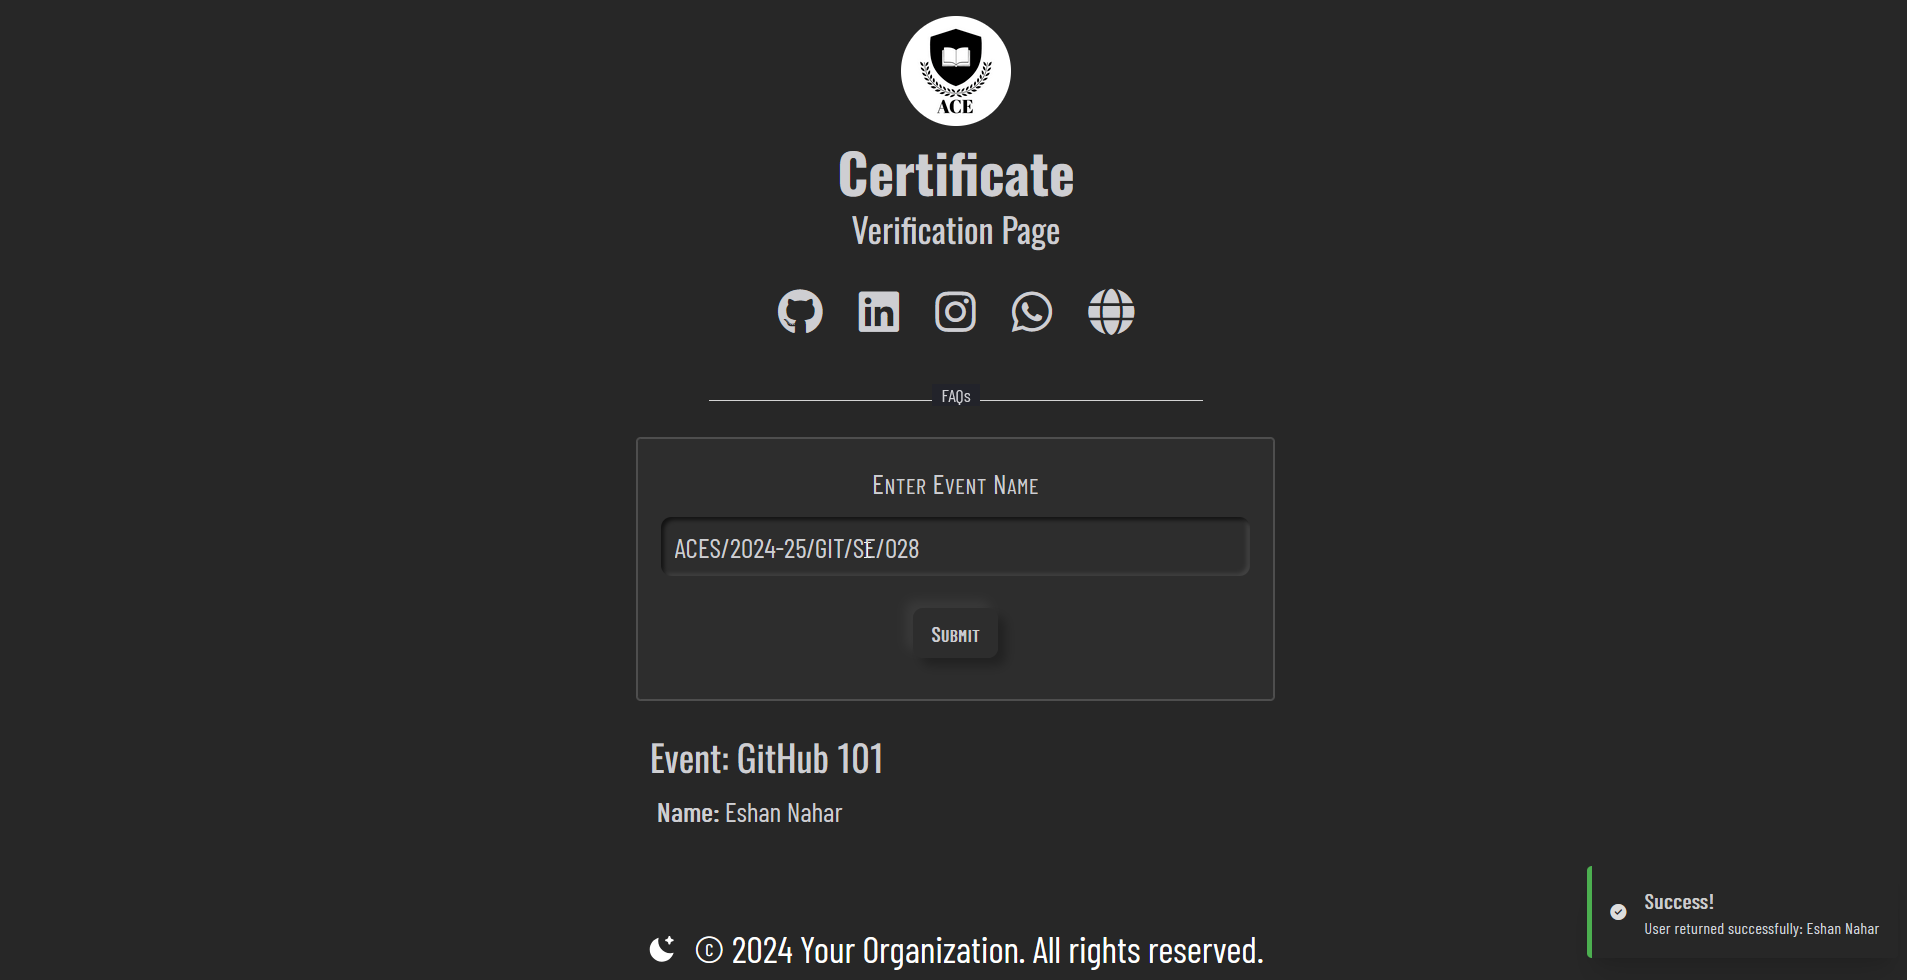 ACE
Certificate
Verification Page
FAQs
Enter Event Name
ACES/2024-25/GIT/SE/028
Submit
Event: GitHub 101
Name: Eshan Nahar
Success!
User returned successfully: Eshan Nahar
© 2024 Your Organization. All rights reserved.